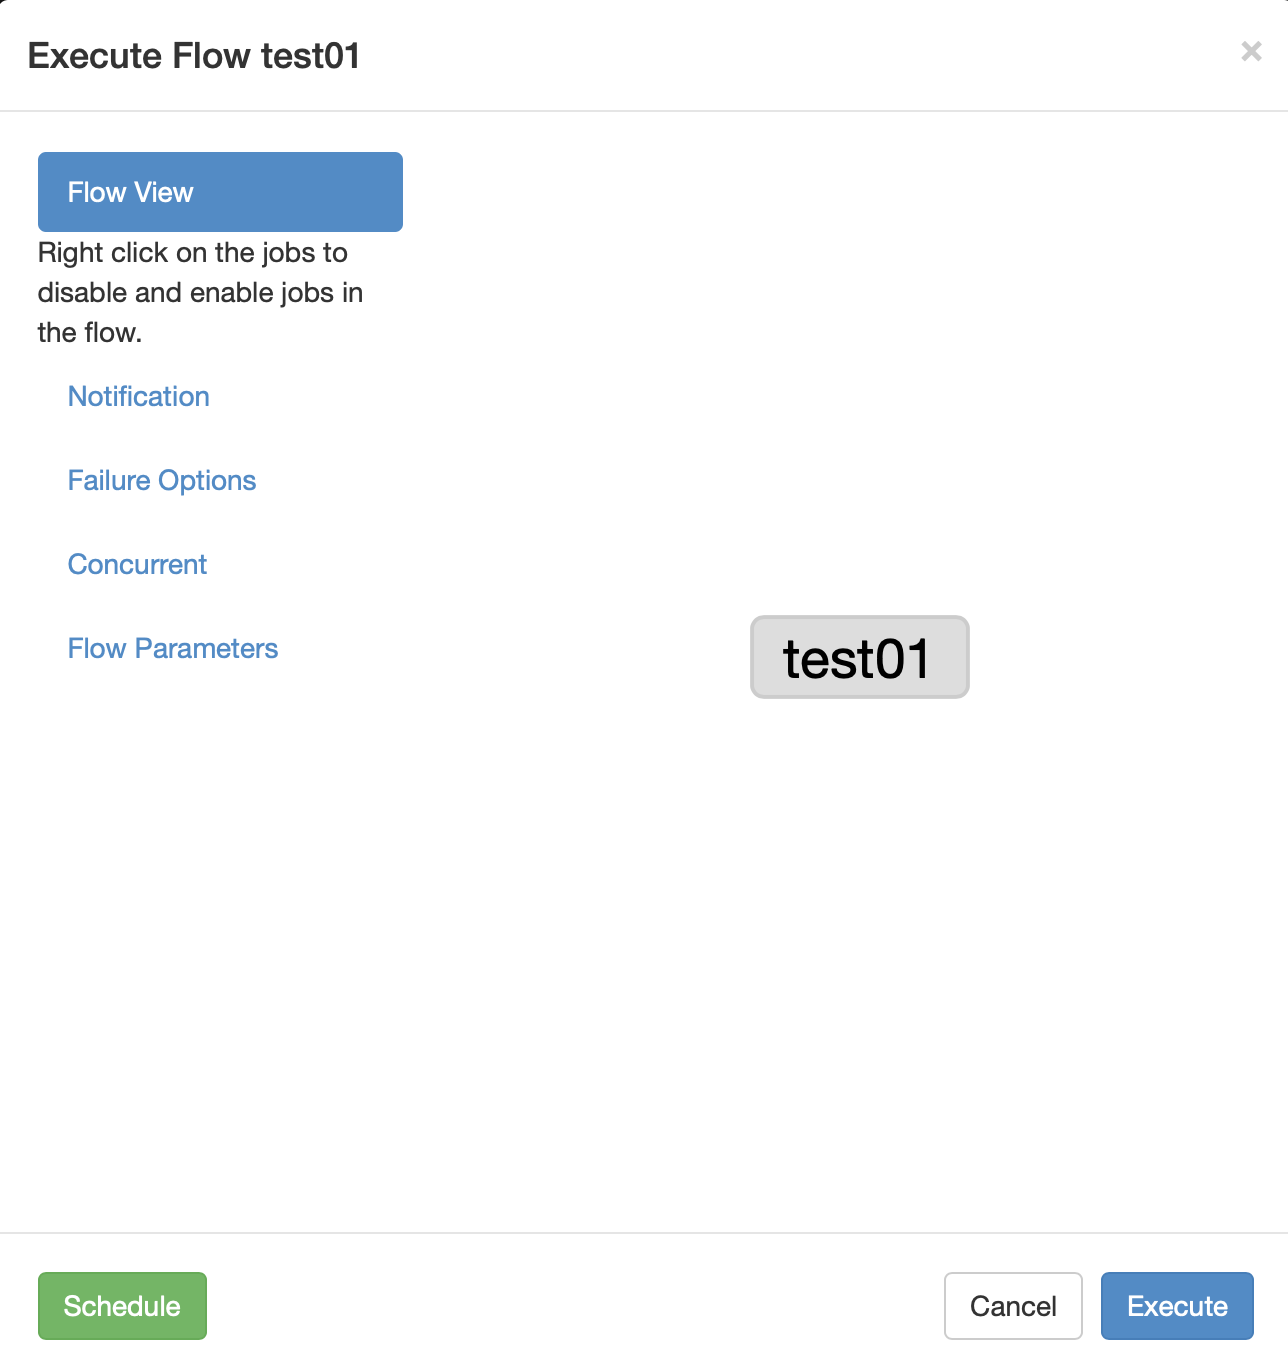 Execute Flow test01
×
Flow View
Right click on the jobs to
disable and enable jobs in
the flow.
Notification
Failure Options
Concurrent
Flow Parameters
test01
Schedule
Cancel
Execute